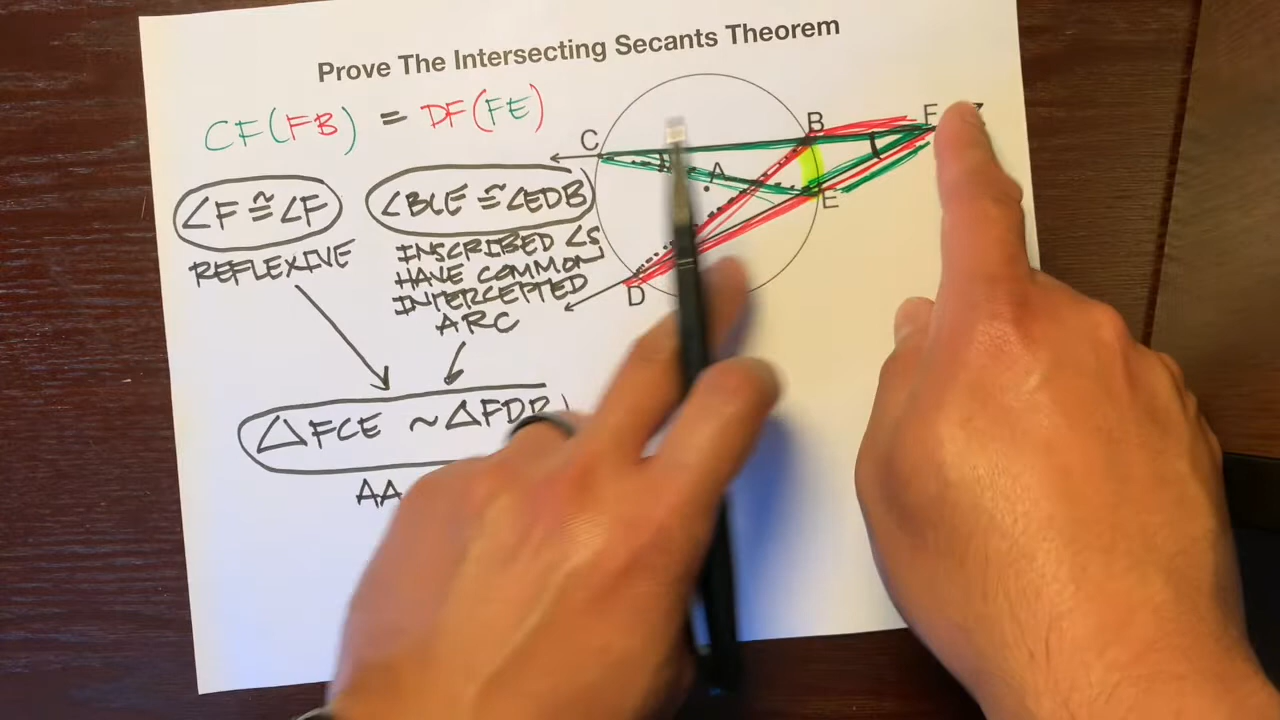 Prove The Intersecting Secants Theorem
CF(FB) = DF(FE)
∠F ≅ ∠F
REFLEXIVE
∠BCE ≅ ∠EDB
INSCRIBED ∠S
HAVE COMMON
INTERCEPTED
ARC
△FCE ~ △FDB
AA
C
B
F
A
E
D